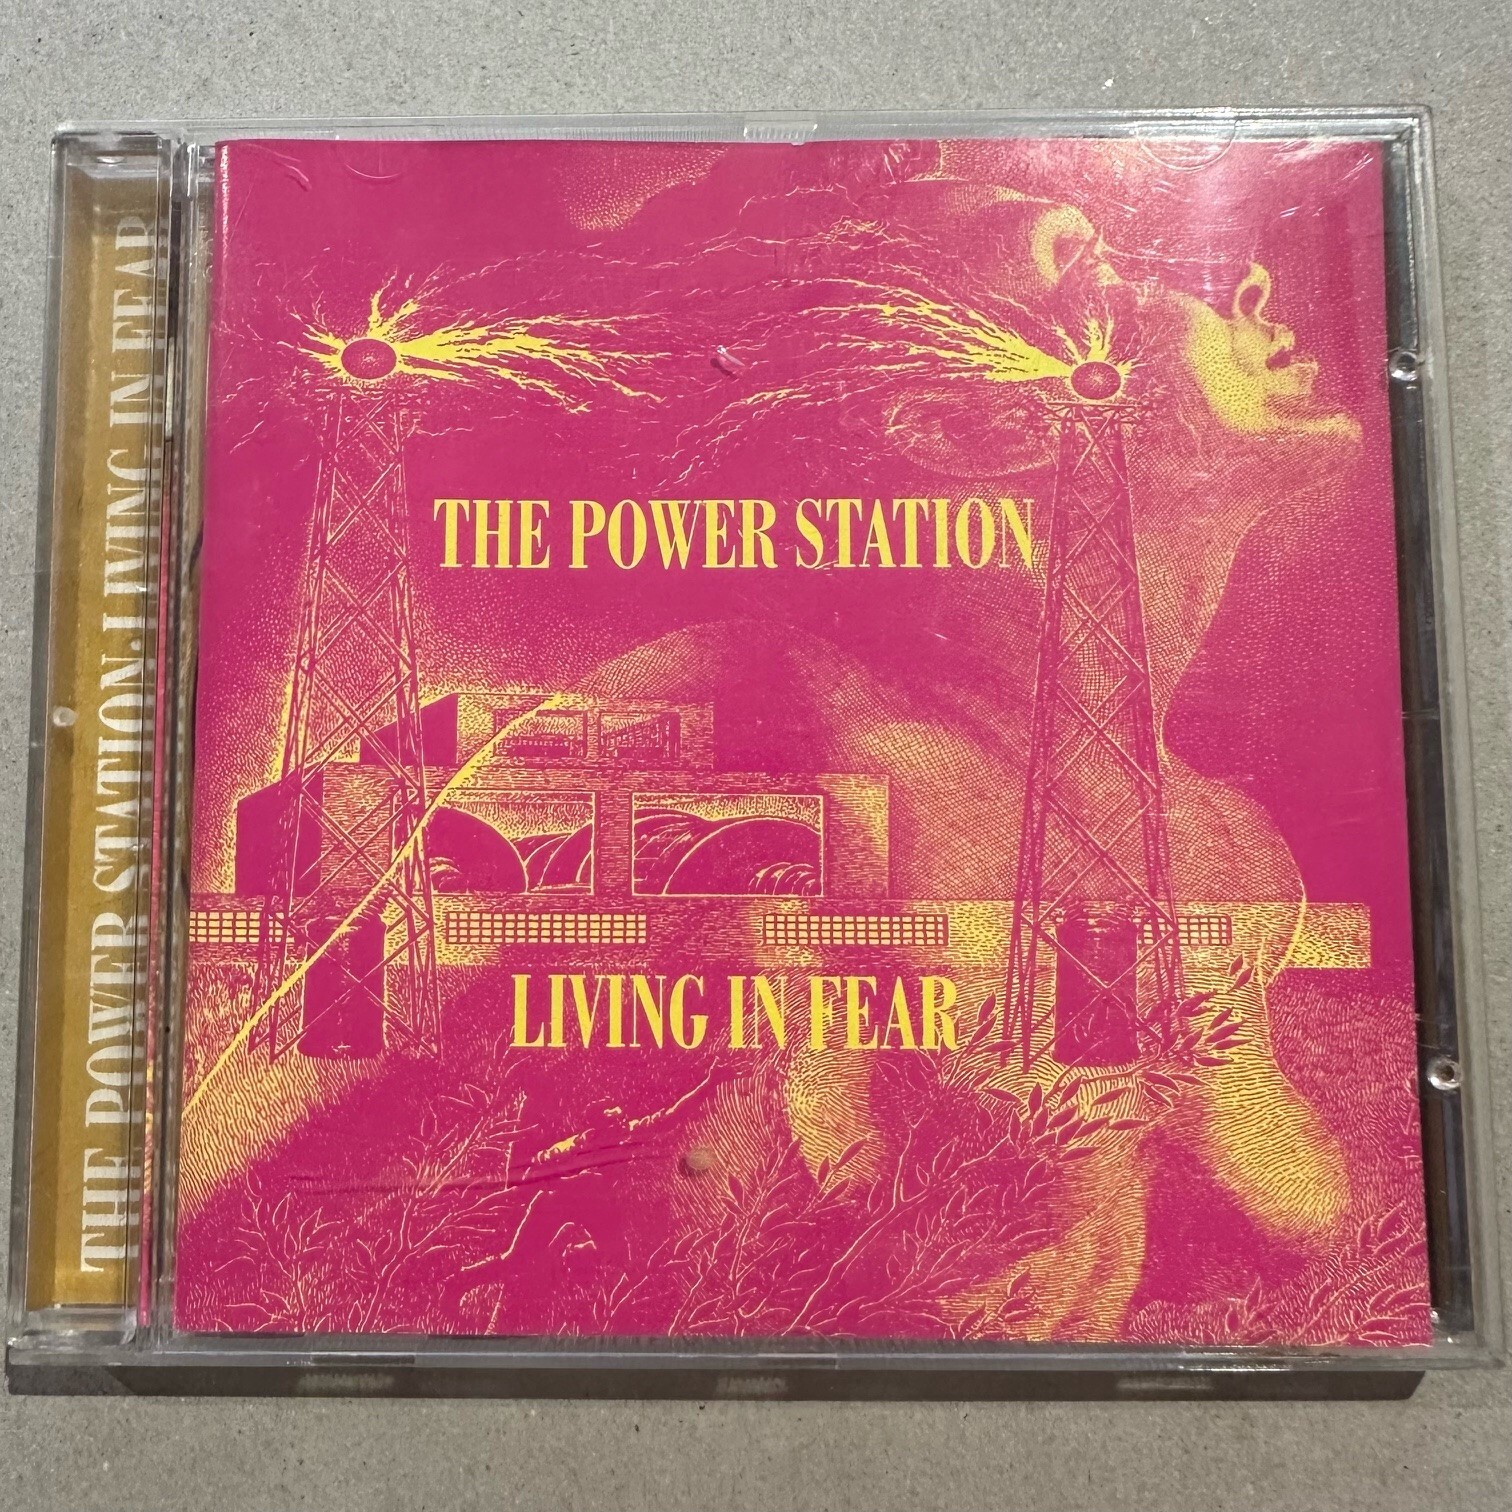 THE POWER STATION
LIVING IN FEAR
THE POWER STATION·LIVING IN FEAR